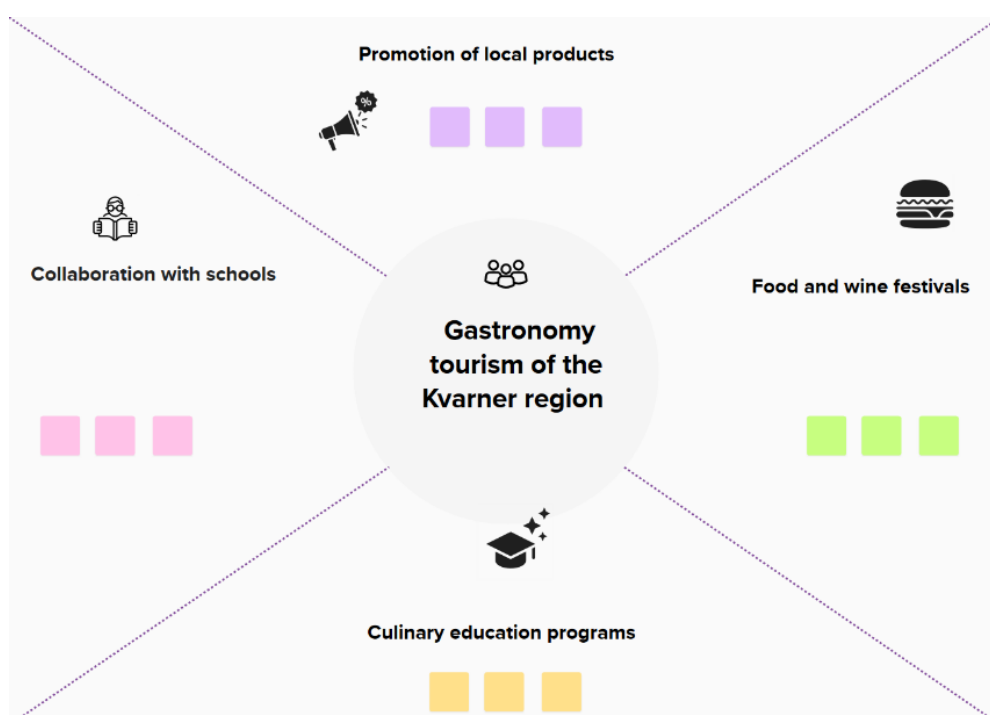 Promotion of local products
%
Collaboration with schools
Food and wine festivals
Gastronomy
tourism of the
Kvarner region
Culinary education programs